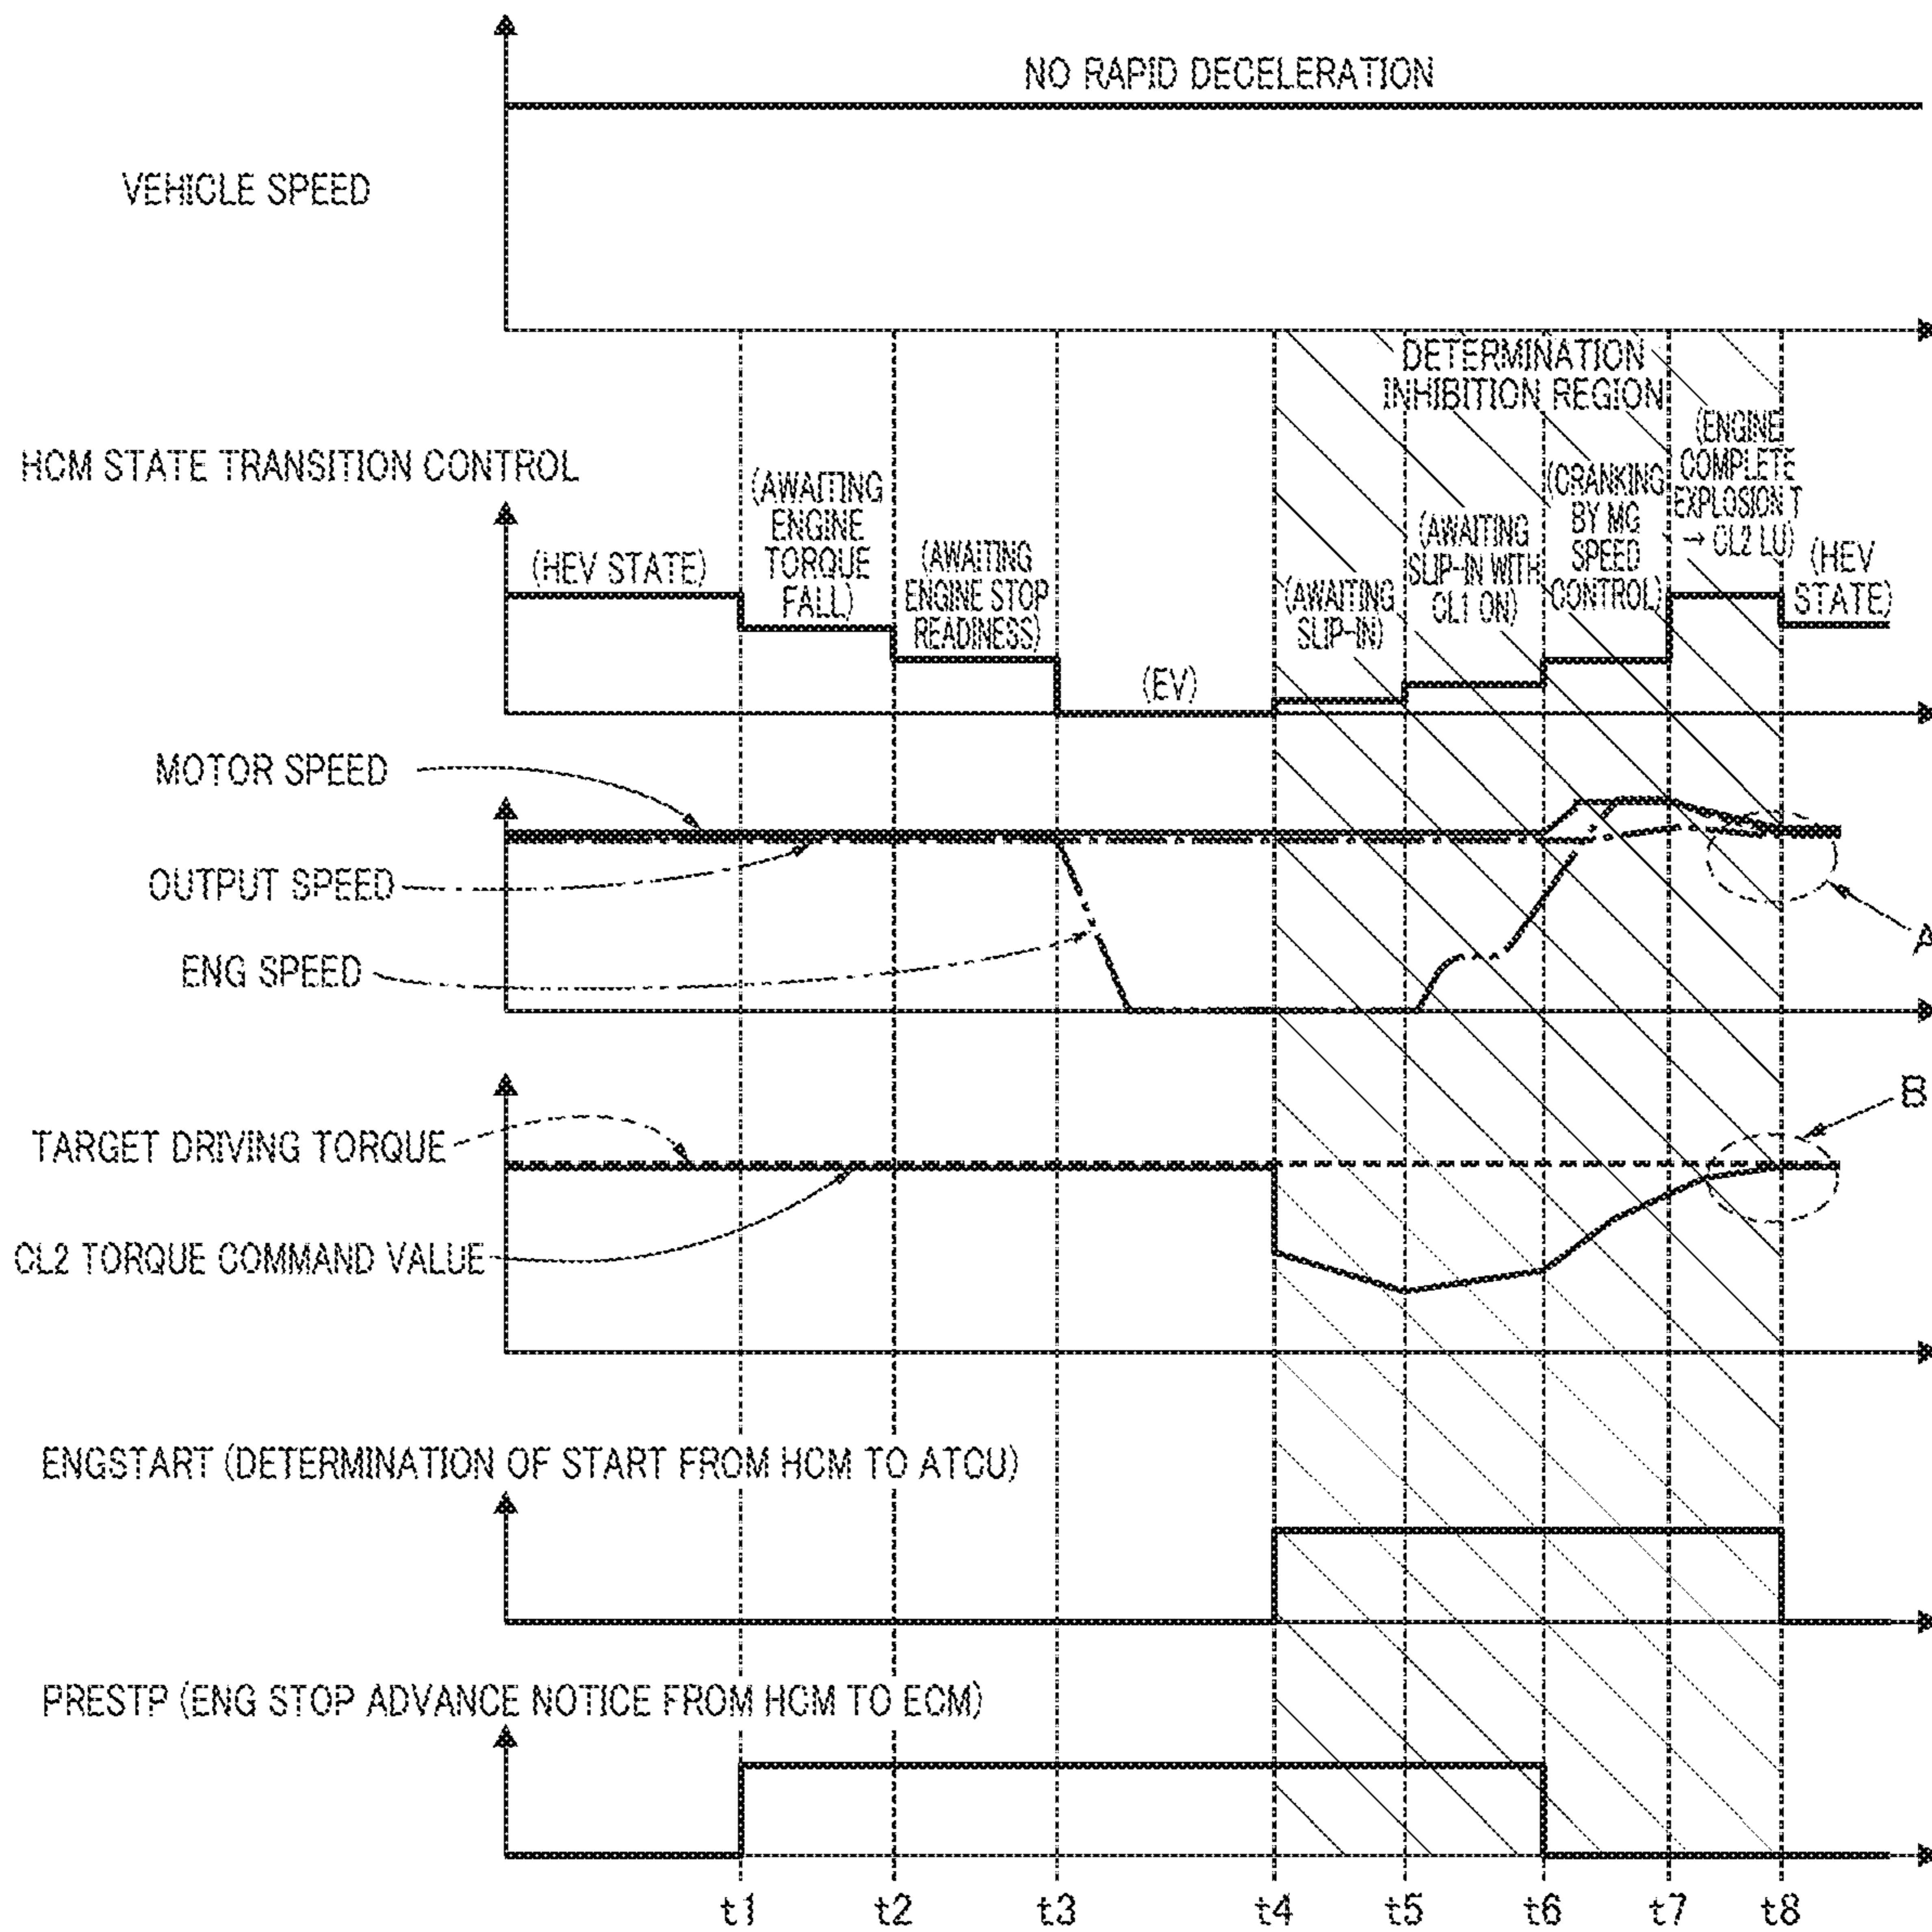 NO RAPID DECELERATION
VEHICLE SPEED
DETERMINATION
INHIBITION REGION
HCM STATE TRANSITION CONTROL
(HEV STATE)
(AWAITING
ENGINE
TORQUE
FALL)
(AWAITING
ENGINE STOP
READINESS)
(EV)
(AWAITING
SLIP-IN)
(AWAITING
SLIP-IN WITH
CL1 ON)
(CRANKING
BY MG
SPEED
CONTROL)
(ENGINE
COMPLETE
EXPLOSION T
→ CL2 LU)
(HEV
STATE)
MOTOR SPEED
OUTPUT SPEED
ENG SPEED
A
TARGET DRIVING TORQUE
B
CL2 TORQUE COMMAND VALUE
ENGSTART (DETERMINATION OF START FROM HCM TO ATCU)
PRESTP (ENG STOP ADVANCE NOTICE FROM HCM TO ECM)
t1 t2 t3 t4 t5 t6 t7 t8